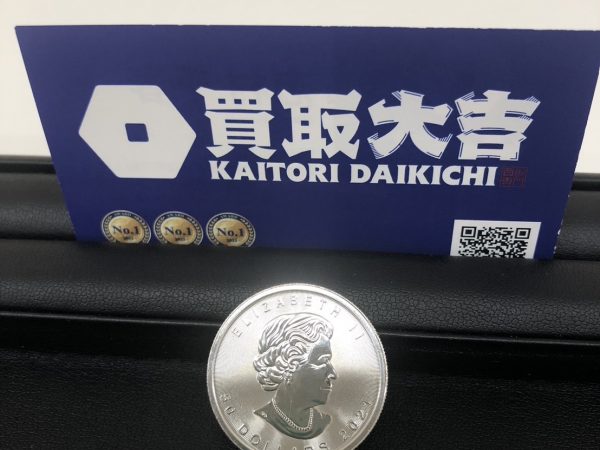 買取大吉
KAITORI DAIKICHI
No.1
No.1
No.1
ELIZABETH II
50 DOLLARS 2021